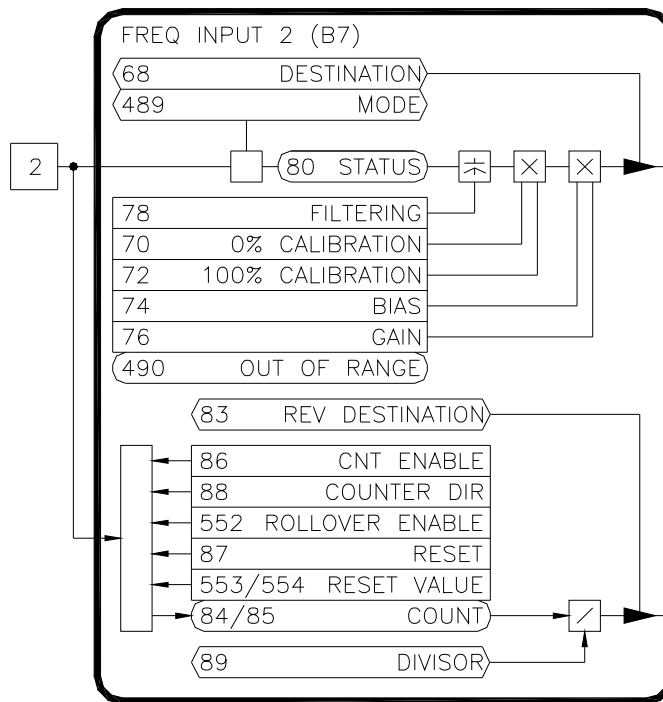 FREQ INPUT 2 (B7)
68 DESTINATION
489 MODE
2
80 STATUS
78 FILTERING
70 0% CALIBRATION
72 100% CALIBRATION
74 BIAS
76 GAIN
490 OUT OF RANGE
83 REV DESTINATION
86 CNT ENABLE
88 COUNTER DIR
552 ROLLOVER ENABLE
87 RESET
553/554 RESET VALUE
84/85 COUNT
89 DIVISOR